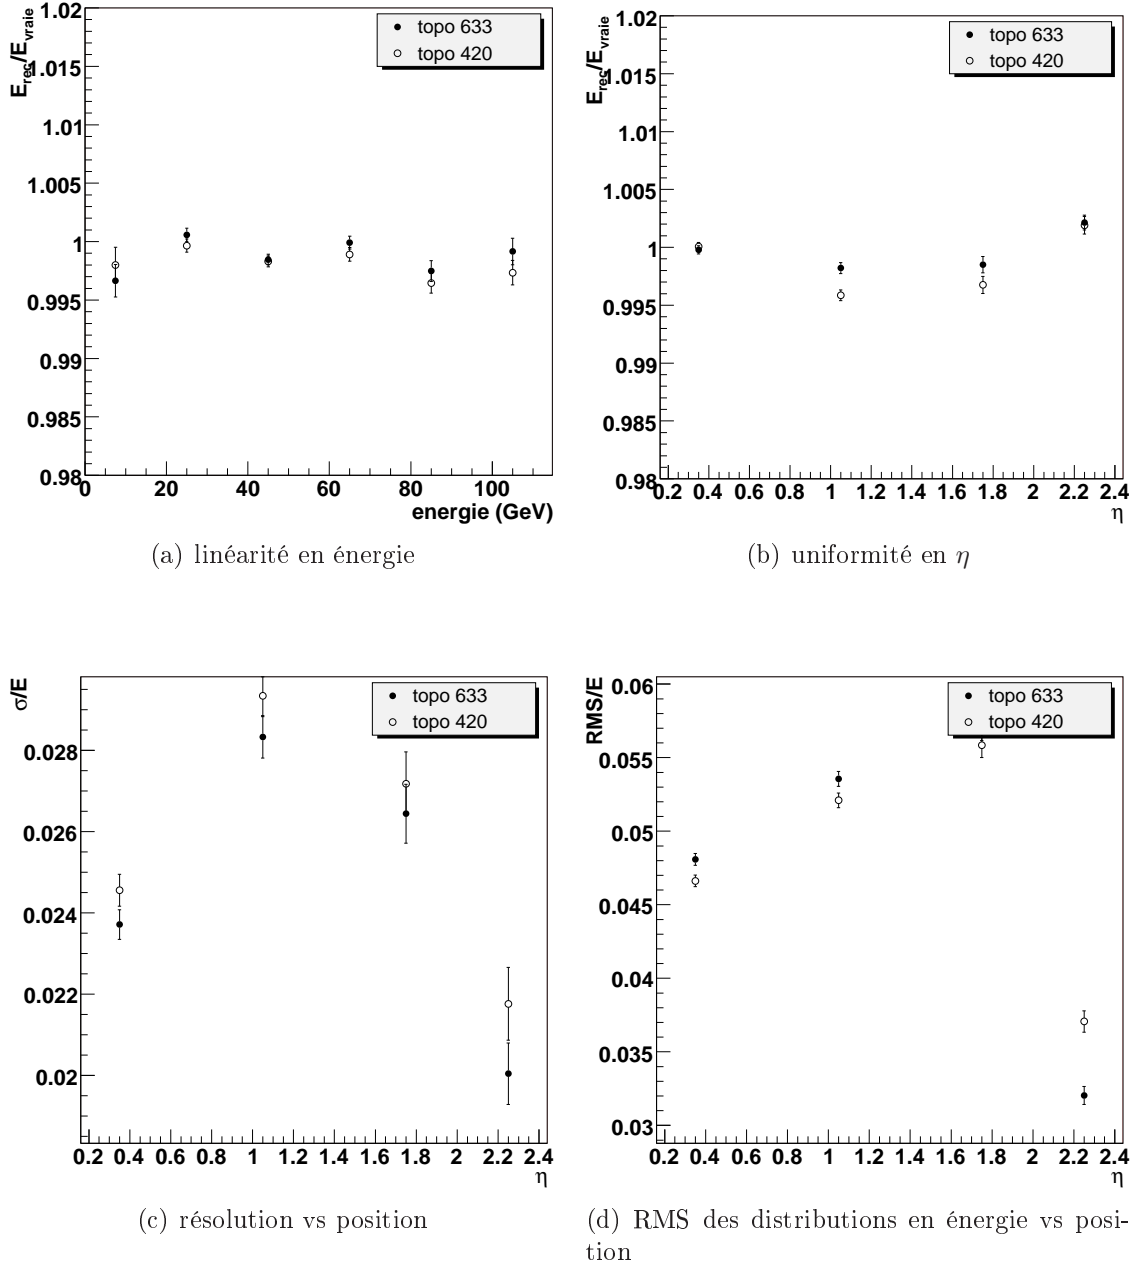 1.02
E_rec/E_vraie
1.015
1.01
1.005
1
0.995
0.99
0.985
0.98
topo 633
topo 420
0 20 40 60 80 100
energie (GeV)
(a) linéarité en énergie
1.02
E_rec/E_vraie
1.015
1.01
1.005
1
0.995
0.99
0.985
0.98
topo 633
topo 420
0.2 0.4 0.6 0.8 1 1.2 1.4 1.6 1.8 2 2.2 2.4
η
(b) uniformité en η
σ/E
0.028
0.026
0.024
0.022
0.02
topo 633
topo 420
0.2 0.4 0.6 0.8 1 1.2 1.4 1.6 1.8 2 2.2 2.4
η
(c) résolution vs position
RMS/E
0.06
0.055
0.05
0.045
0.04
0.035
0.03
topo 633
topo 420
0.2 0.4 0.6 0.8 1 1.2 1.4 1.6 1.8 2 2.2 2.4
η
(d) RMS des distributions en énergie vs posi-
tion